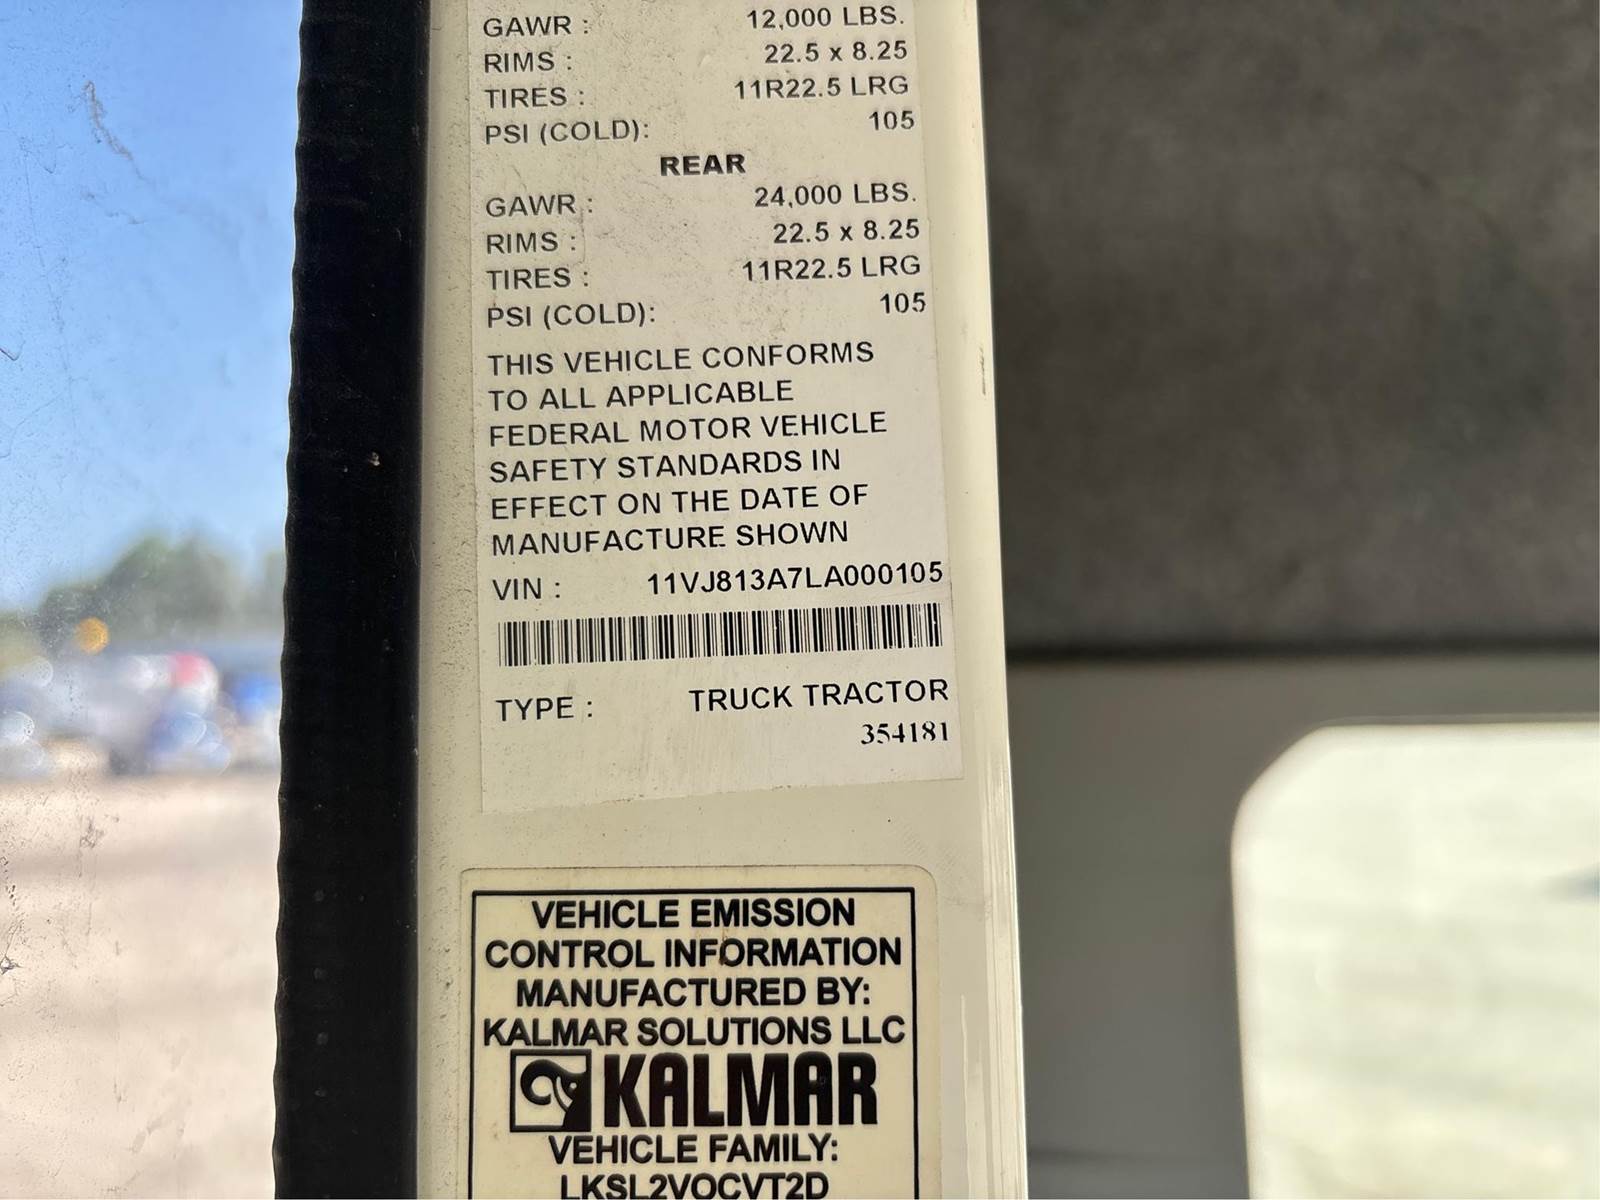 GAWR : 12,000 LBS.
RIMS : 22.5 x 8.25
TIRES : 11R22.5 LRG
PSI (COLD): 105
REAR
GAWR : 24,000 LBS.
RIMS : 22.5 x 8.25
TIRES : 11R22.5 LRG
PSI (COLD): 105
THIS VEHICLE CONFORMS
TO ALL APPLICABLE
FEDERAL MOTOR VEHICLE
SAFETY STANDARDS IN
EFFECT ON THE DATE OF
MANUFACTURE SHOWN
VIN : 11VJ813A7LA000105
TYPE : TRUCK TRACTOR
354181
VEHICLE EMISSION
CONTROL INFORMATION
MANUFACTURED BY:
KALMAR SOLUTIONS LLC
KALMAR
VEHICLE FAMILY:
LKSL2VOCVT2D